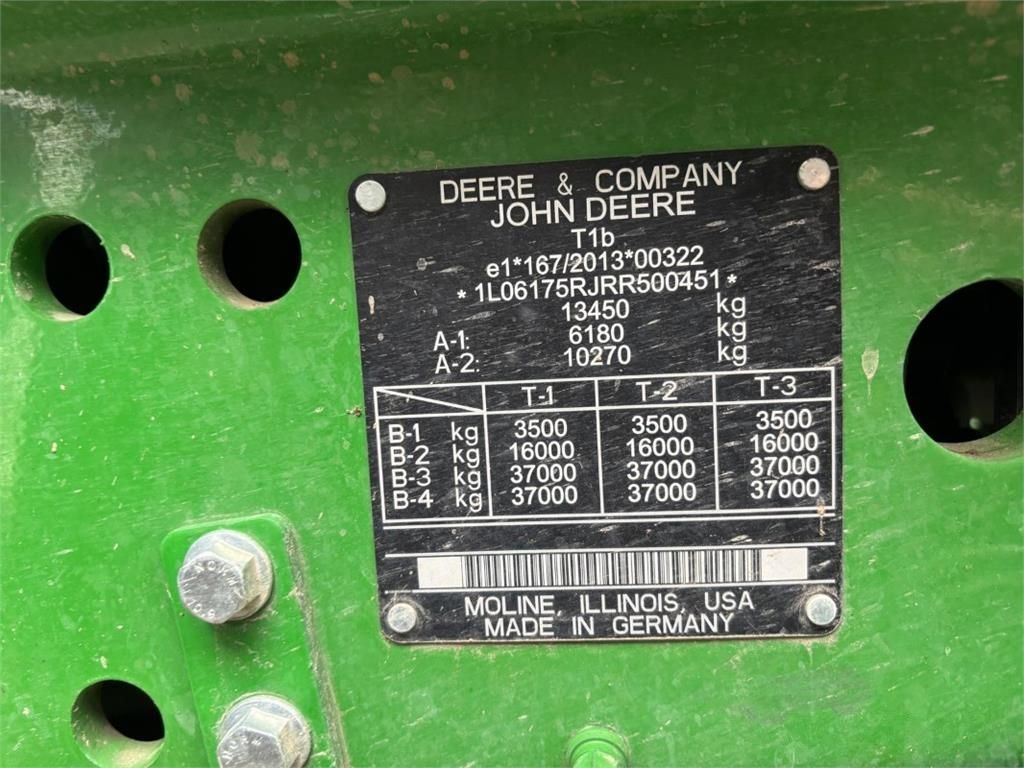 DEERE & COMPANY
JOHN DEERE
T1b
e1*167/2013*00322
*1L06175RJRR500451*
13450 kg
A-1: 6180 kg
A-2: 10270 kg
T-1 T-2 T-3
B-1 kg 3500 3500 3500
B-2 kg 16000 16000 16000
B-3 kg 37000 37000 37000
B-4 kg 37000 37000 37000
MOLINE, ILLINOIS, USA
MADE IN GERMANY